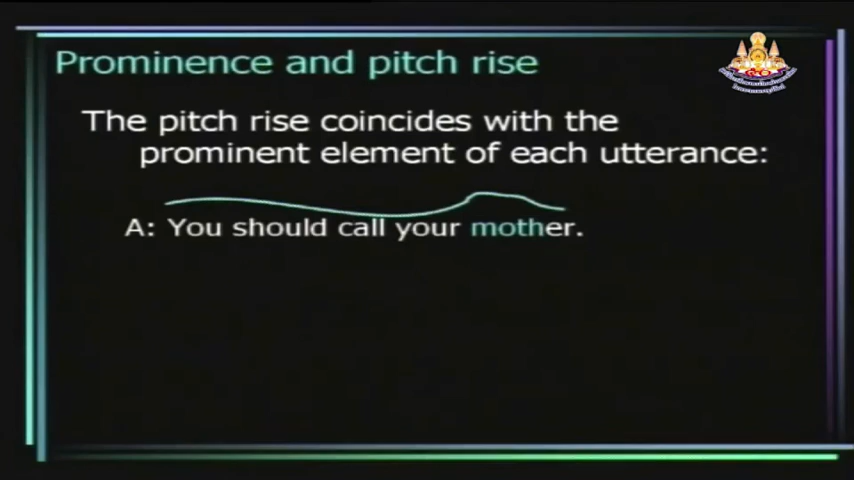 Prominence and pitch rise
The pitch rise coincides with the
prominent element of each utterance:
A: You should call your mother.